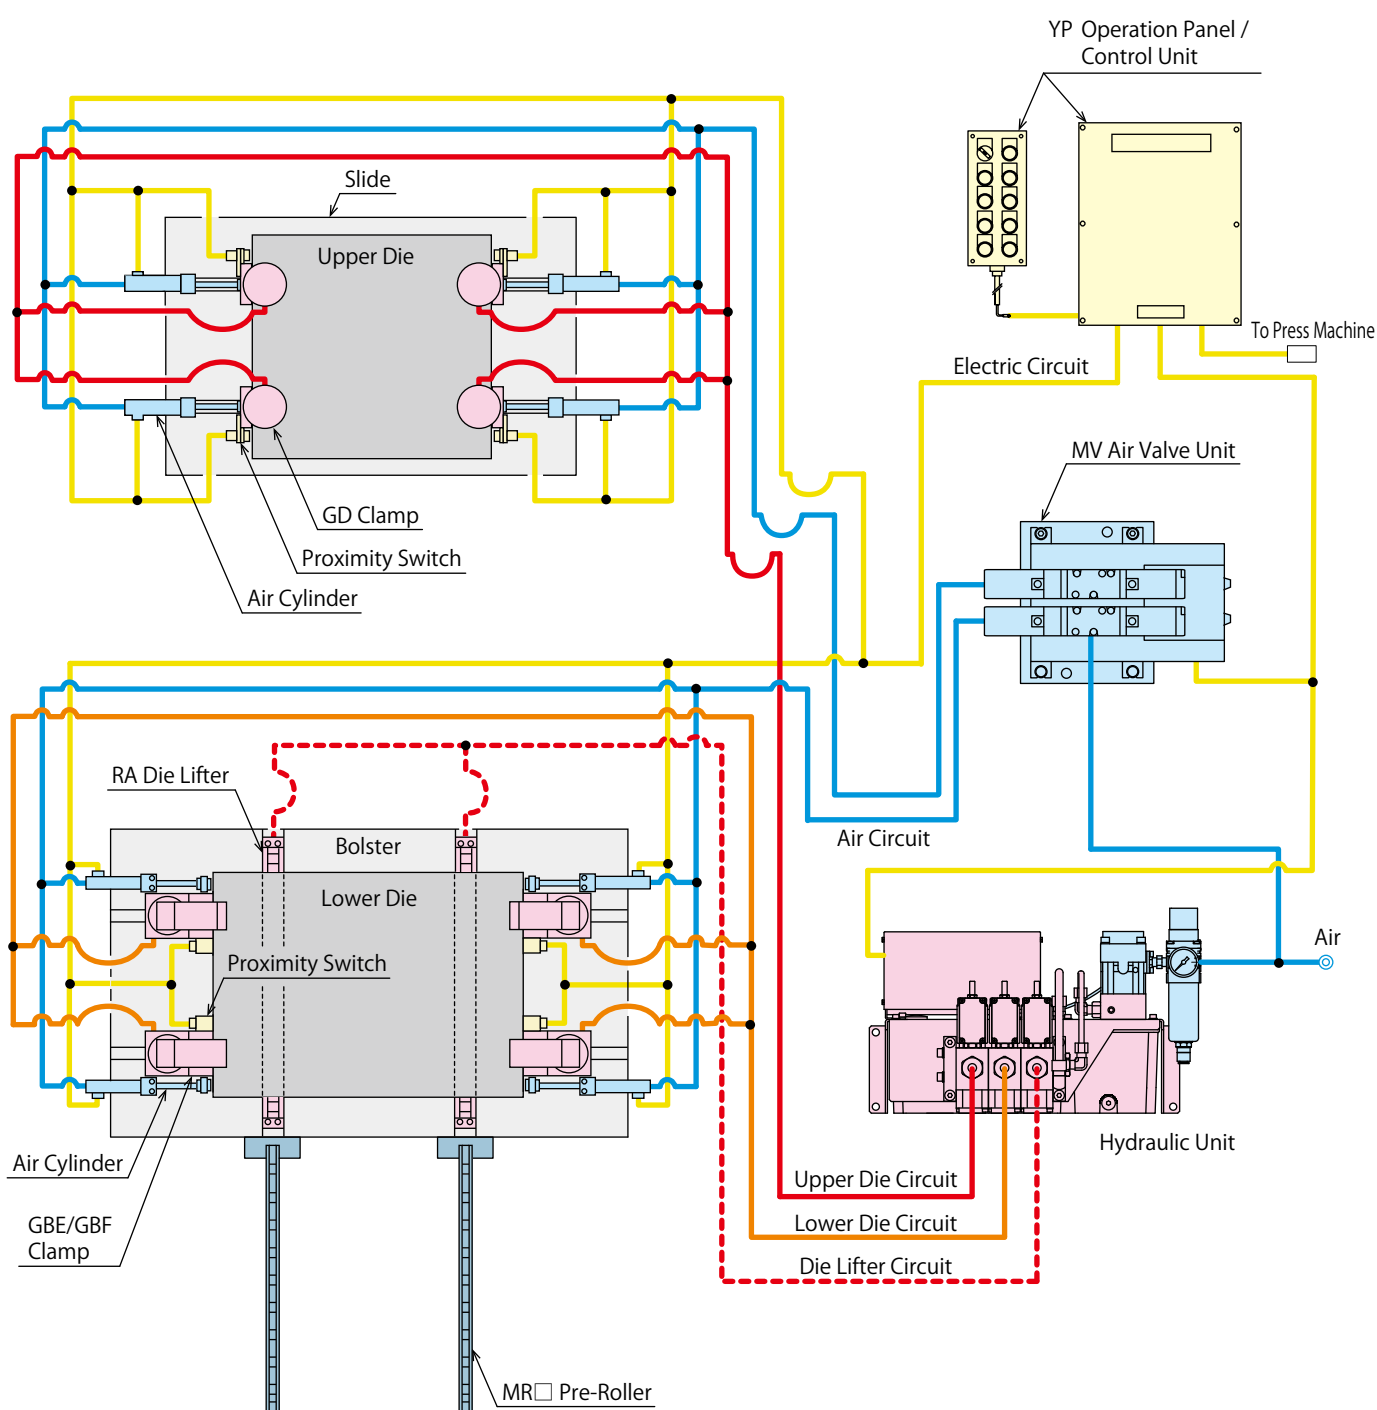 YP Operation Panel /
Control Unit
Slide
Upper Die
To Press Machine
Electric Circuit
MV Air Valve Unit
GD Clamp
Proximity Switch
Air Cylinder
RA Die Lifter
Bolster
Air Circuit
Lower Die
Air
Proximity Switch
Hydraulic Unit
Air Cylinder
Upper Die Circuit
GBE/GBF
Clamp
Lower Die Circuit
Die Lifter Circuit
MR□ Pre-Roller